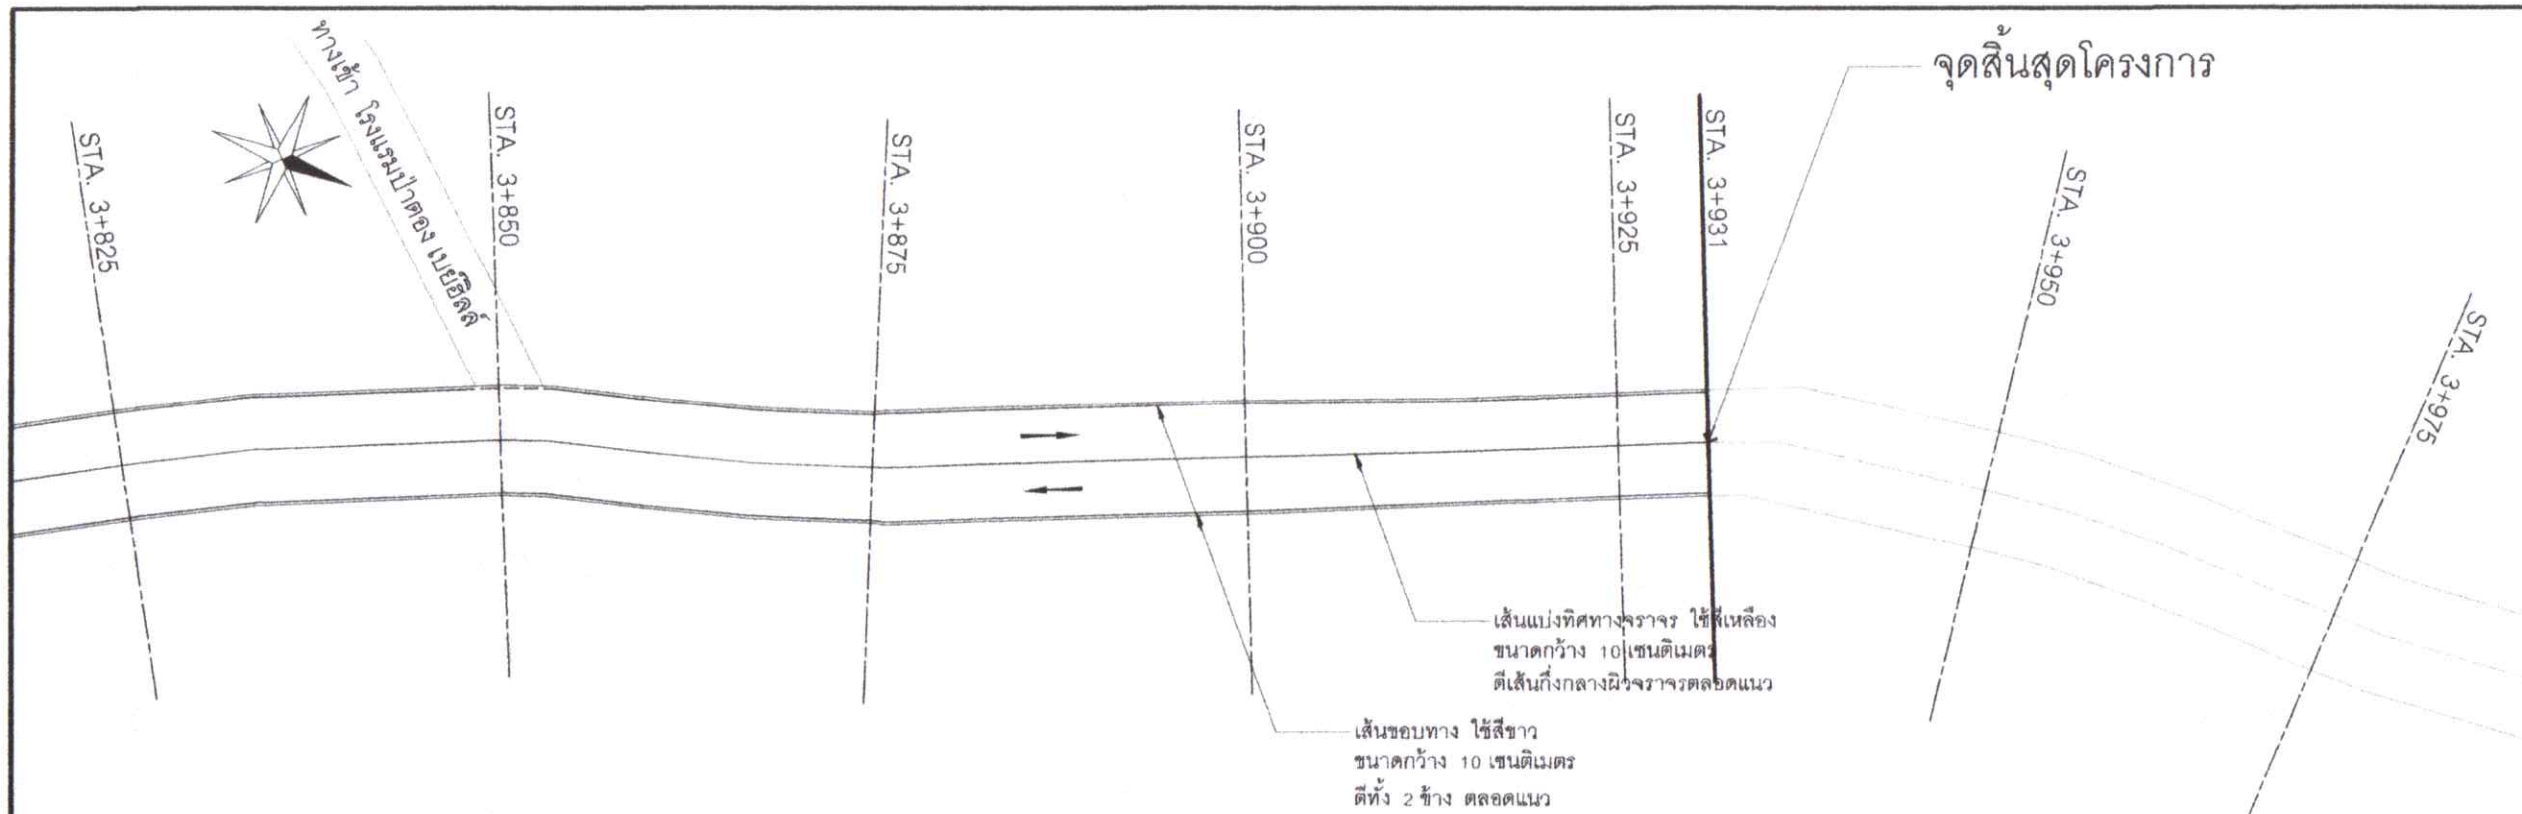 จุดสิ้นสุดโครงการ
ทางเข้า โรงแรมป่าตอง เบย์ฮิลล์
STA. 3+825
STA. 3+850
STA. 3+875
STA. 3+900
STA. 3+925
STA. 3+931
STA. 3+950
STA. 3+975
เส้นแบ่งทิศทางจราจร ใช้สีเหลือง
ขนาดกว้าง 10 เซนติเมตร
ตีเส้นกึ่งกลางผิวจราจรตลอดแนว
เส้นขอบทาง ใช้สีขาว
ขนาดกว้าง 10 เซนติเมตร
ตีทั้ง 2 ข้าง ตลอดแนว